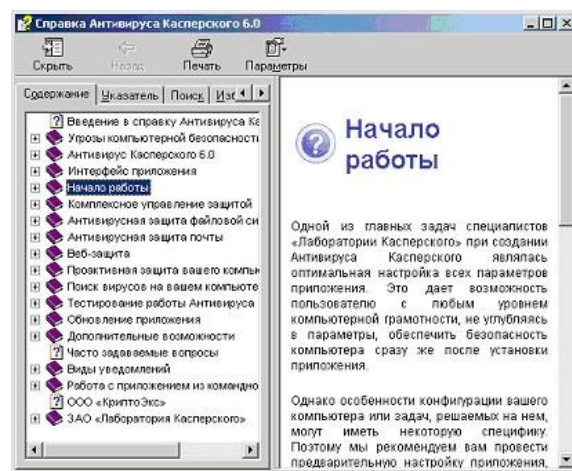 Справка Антивируса Касперского 6.0
Скрыть Назад Печать Параметры
Содержание Указатель Поиск
Введение в справку Антивируса Ка
Угрозы компьютерной безопасност
Антивирус Касперского 6.0
Интерфейс приложения
Начало работы
Комплексное управление защитой
Антивирусная защита файловой си
Антивирусная защита почты
Веб-защита
Проактивная защита вашего компью
Поиск вирусов на вашем компьюте
Тестирование работы Антивируса
Обновление приложения
Дополнительные возможности
Часто задаваемые вопросы
Виды уведомлений
Работа с приложением из командно
ООО «КриптоЭкс»
ЗАО «Лаборатория Касперского»
Начало
работы
Одной из главных задач специалистов
«Лаборатории Касперского» при создании
Антивируса Касперского являлась
оптимальная настройка всех параметров
приложения. Это дает возможность
пользователю с любым уровнем
компьютерной грамотности, не углубляясь
в параметры, обеспечить безопасность
компьютера сразу же после установки
приложения.
Однако особенности конфигурации вашего
компьютера или задач, решаемых на нем,
могут иметь некоторую специфику.
Поэтому мы рекомендуем вам провести
предварительную настройку приложения,